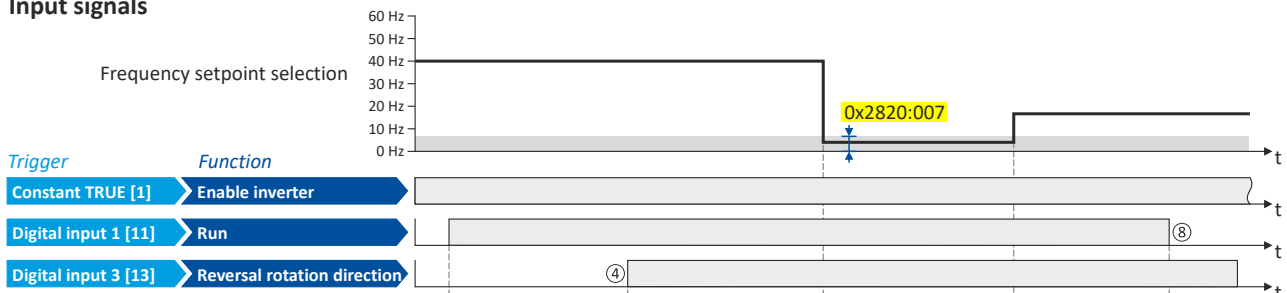 Input signals
Frequency setpoint selection
60 Hz
50 Hz
40 Hz
30 Hz
20 Hz
10 Hz
0 Hz
0x2820:007
t
Trigger Function
Constant TRUE [1] Enable inverter
t
Digital input 1 [11] Run
⑧
t
Digital input 3 [13] Reversal rotation direction
④
t